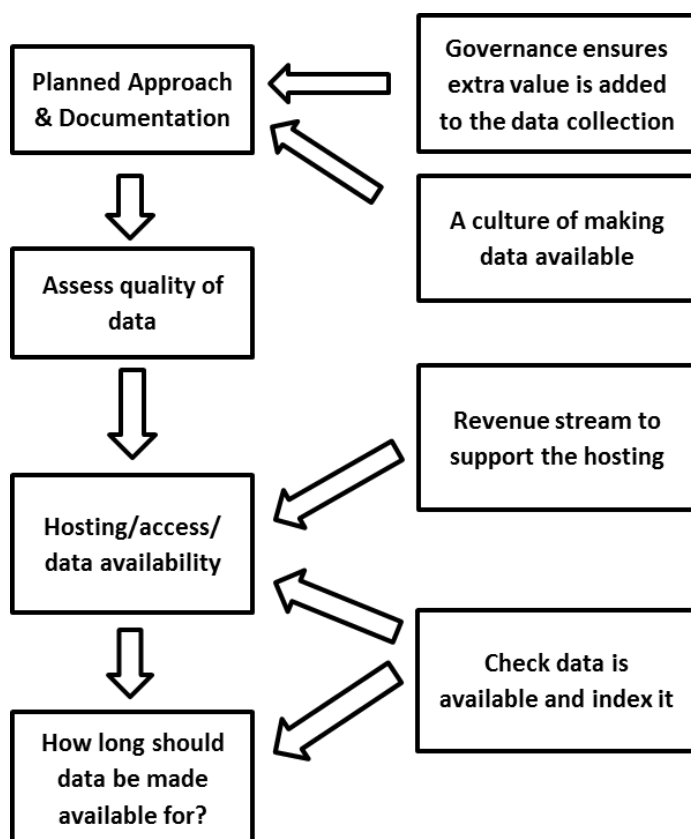 Planned Approach
& Documentation
Governance ensures
extra value is added
to the data collection
A culture of making
data available
Assess quality of
data
Revenue stream to
support the hosting
Hosting/access/
data availability
Check data is
available and index it
How long should
data be made
available for?